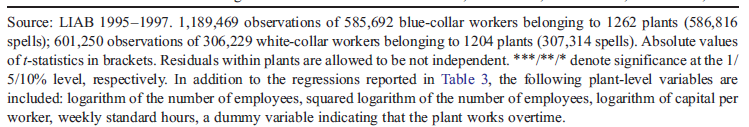 Source: LIAB 1995–1997. 1,189,469 observations of 585,692 blue-collar workers belonging to 1262 plants (586,816
spells); 601,250 observations of 306,229 white-collar workers belonging to 1204 plants (307,314 spells). Absolute values
of t-statistics in brackets. Residuals within plants are allowed to be not independent. ***/**/* denote significance at the 1/
5/10% level, respectively. In addition to the regressions reported in Table 3, the following plant-level variables are
included: logarithm of the number of employees, squared logarithm of the number of employees, logarithm of capital per
worker, weekly standard hours, a dummy variable indicating that the plant works overtime.